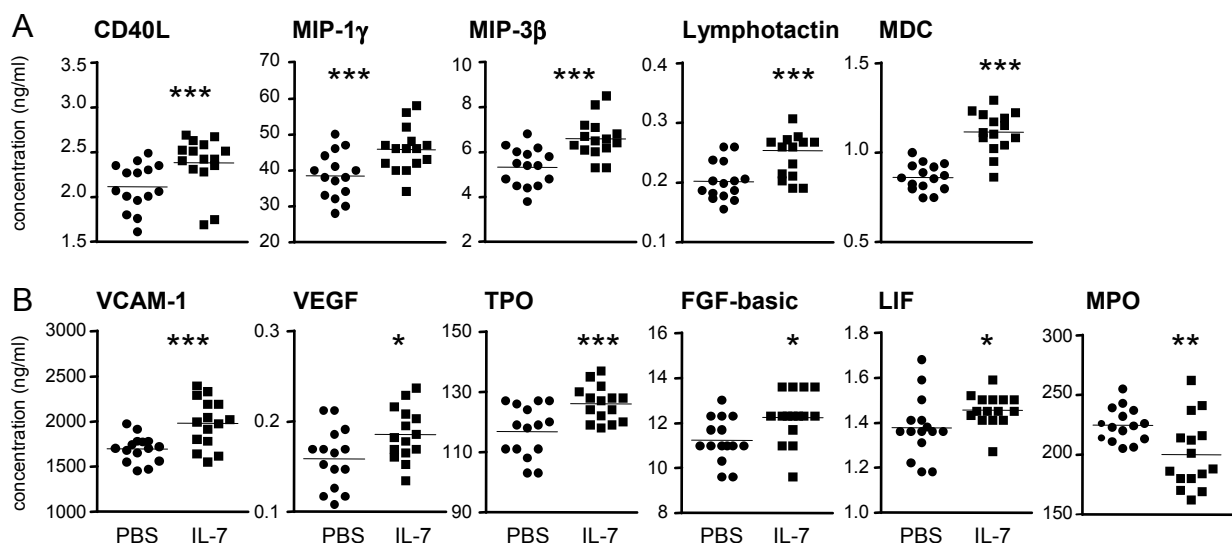 A
CD40L MIP-1γ MIP-3β Lymphotactin MDC
concentration (ng/ml)
3.5 3.0 2.5 2.0 1.5
***
70 60 50 40 30 20
***
10 8 6 4 2
***
0.4 0.3 0.2 0.1
***
1.5 1.0 0.5
***
B
VCAM-1 VEGF TPO FGF-basic LIF MPO
concentration (ng/ml)
3000 2500 2000 1500 1000
***
PBS IL-7
0.3 0.2 0.1
*
PBS IL-7
150 130 110 90
***
PBS IL-7
16 14 12 10 8
*
PBS IL-7
1.8 1.6 1.4 1.2 1.0
*
PBS IL-7
300 250 200 150
**
PBS IL-7